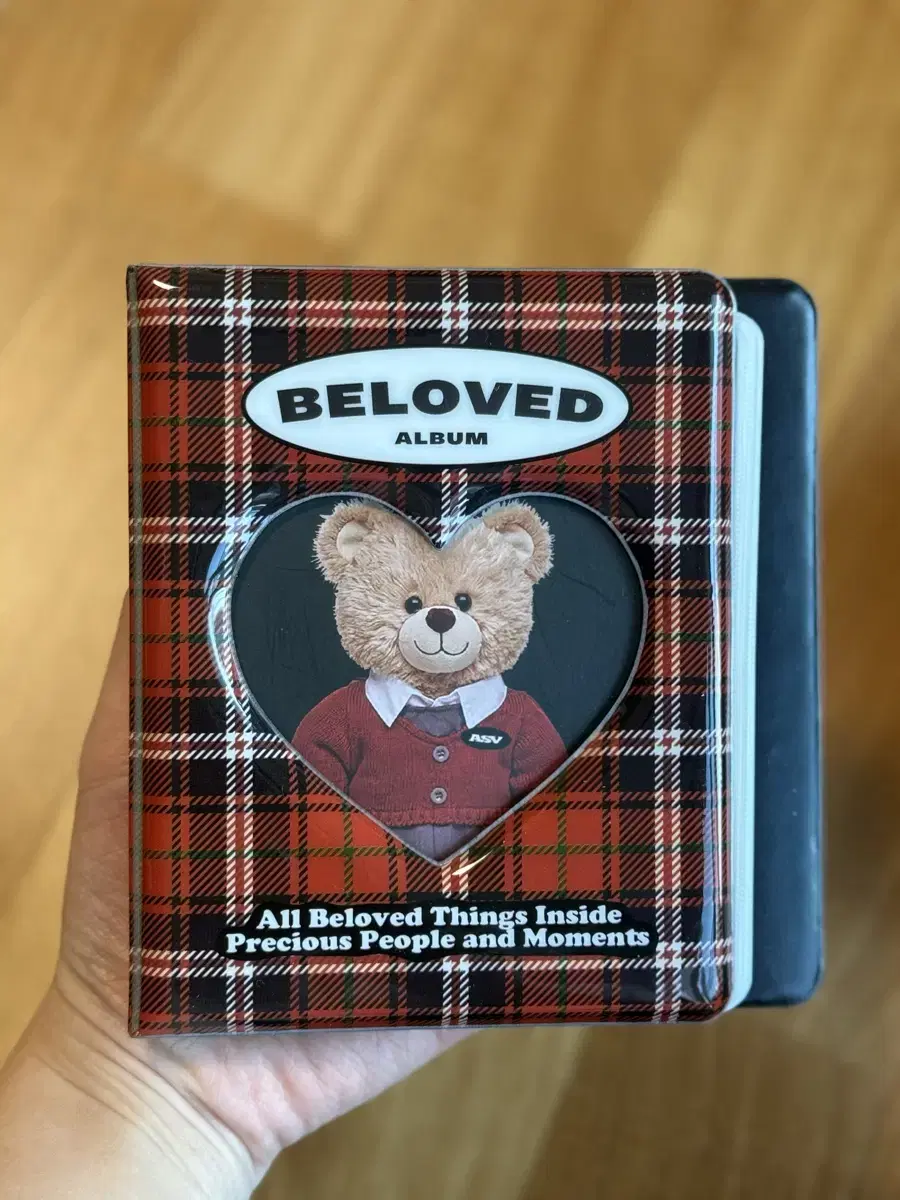 BELOVED
ALBUM
ASV
All Beloved Things Inside
Precious People and Moments